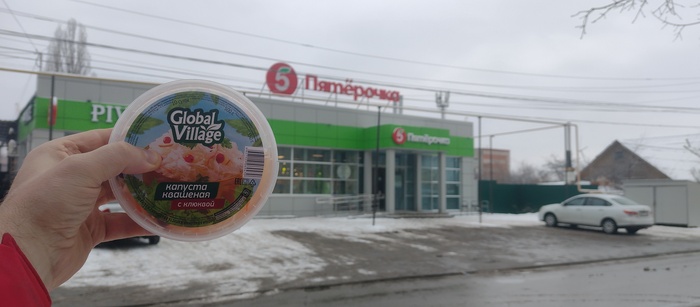 5 Пятёрочка
PIV
5 Пятёрочка
Global
Village
капуста
квашеная
с клюквой